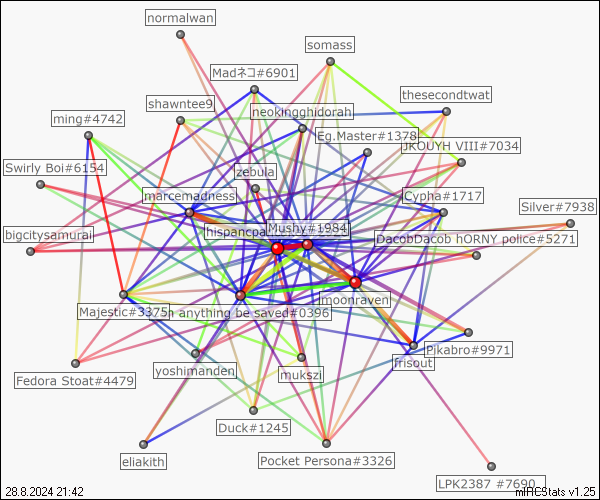 normalwan
somass
Madネコ#6901
thesecondtwat
shawntee9
neokingghidorah
ming#4742
Eg.Master#1378
JKOUYH VIII#7034
Swirly Boi#6154
zebula
marcemadness
Cypha#1717
Silver#7938
hispancpa
Mushy#1984
bigcitysamurai
DacobDacob hORNY police#5271
moonraven
Majestic#3375
n anything be saved#0396
Pikabro#9971
frisout
yoshimanden
mukszi
Fedora Stoat#4479
Duck#1245
eliakith
Pocket Persona#3326
LPK2387 #7690
28.8.2024 21:42
mIRCStats v1.25